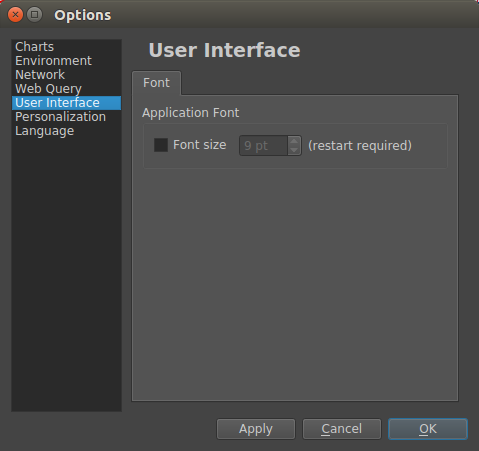 Options
Charts
Environment
Network
Web Query
User Interface
Personalization
Language
User Interface
Font
Application Font
Font size 9 pt (restart required)
Apply Cancel OK